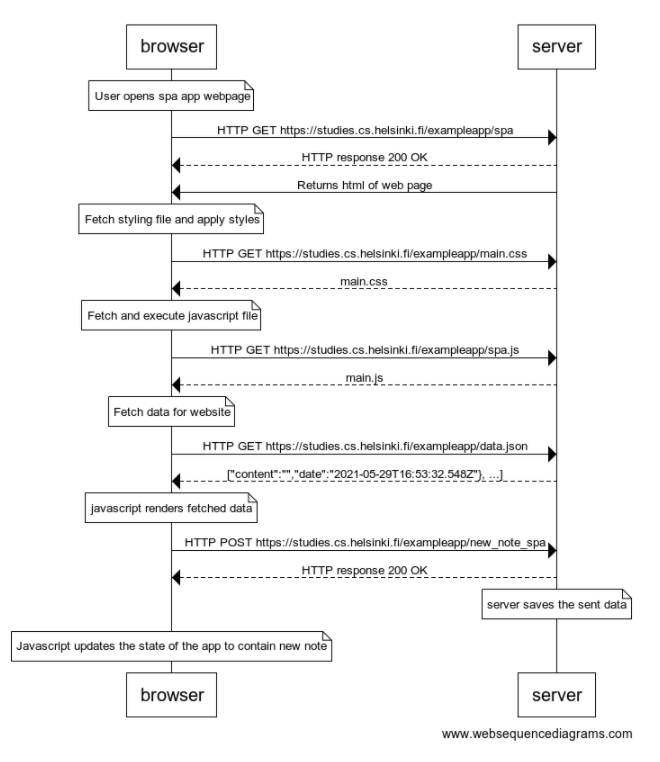 browser server
User opens spa app webpage
HTTP GET https://studies.cs.helsinki.fi/exampleapp/spa
HTTP response 200 OK
Returns html of web page
Fetch styling file and apply styles
HTTP GET https://studies.cs.helsinki.fi/exampleapp/main.css
main.css
Fetch and execute javascript file
HTTP GET https://studies.cs.helsinki.fi/exampleapp/spa.js
main.js
Fetch data for website
HTTP GET https://studies.cs.helsinki.fi/exampleapp/data.json
["content":"","date":"2021-05-29T16:53:32.548Z"}, ...]
javascript renders fetched data
HTTP POST https://studies.cs.helsinki.fi/exampleapp/new_note_spa
HTTP response 200 OK
server saves the sent data
Javascript updates the state of the app to contain new note
browser server
www.websequencediagrams.com